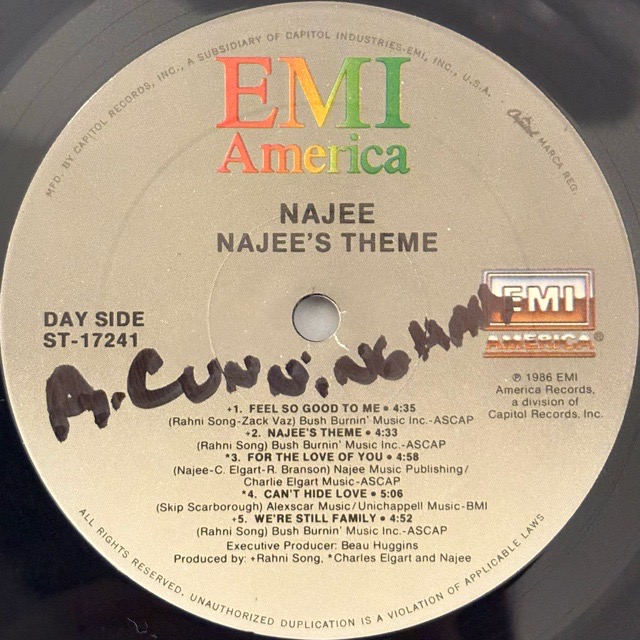 MFD. BY CAPITOL RECORDS, INC., A SUBSIDIARY OF CAPITOL INDUSTRIES-EMI, INC., U.S.A.
Capitol MARCA REG.
EMI
America
NAJEE
NAJEE'S THEME
DAY SIDE
ST-17241
EMI
AMERICA®
A. CUNNINGHAM
℗ 1986 EMI
America Records,
a division of
Capitol Records, Inc.
+1. FEEL SO GOOD TO ME • 4:35
(Rahni Song-Zack Vaz) Bush Burnin' Music Inc.-ASCAP
+2. NAJEE'S THEME • 4:33
(Rahni Song) Bush Burnin' Music Inc.-ASCAP
*3. FOR THE LOVE OF YOU • 4:58
(Najee-C. Elgart-R. Branson) Najee Music Publishing/
Charlie Elgart Music-ASCAP
*4. CAN'T HIDE LOVE • 5:06
(Skip Scarborough) Alexscar Music/Unichappell Music-BMI
+5. WE'RE STILL FAMILY • 4:52
(Rahni Song) Bush Burnin' Music Inc.-ASCAP
Executive Producer: Beau Huggins
Produced by: +Rahni Song, *Charles Elgart and Najee
ALL RIGHTS RESERVED. UNAUTHORIZED DUPLICATION IS A VIOLATION OF APPLICABLE LAWS